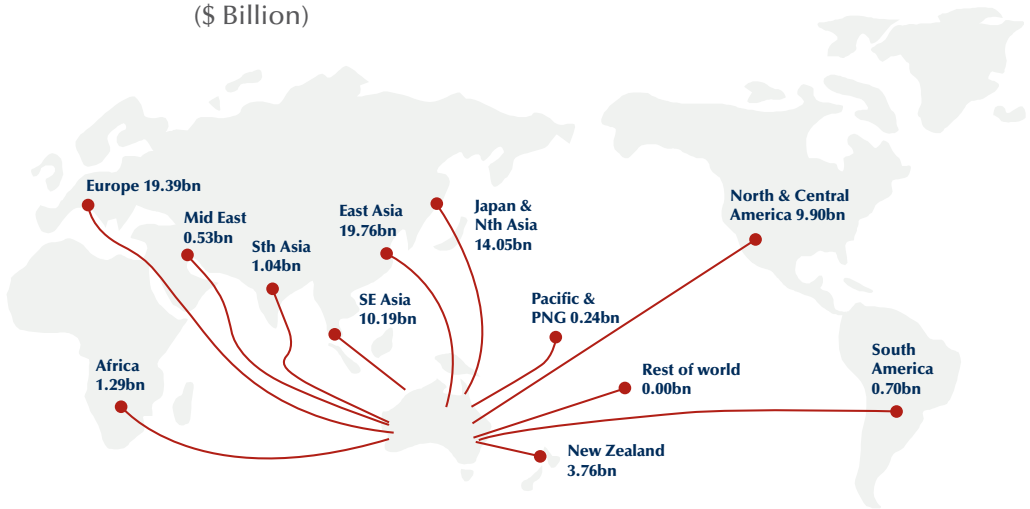 ($ Billion)
Europe 19.39bn
Mid East
0.53bn
Sth Asia
1.04bn
East Asia
19.76bn
Japan &
Nth Asia
14.05bn
North & Central
America 9.90bn
SE Asia
10.19bn
Pacific &
PNG 0.24bn
Africa
1.29bn
Rest of world
0.00bn
South
America
0.70bn
New Zealand
3.76bn